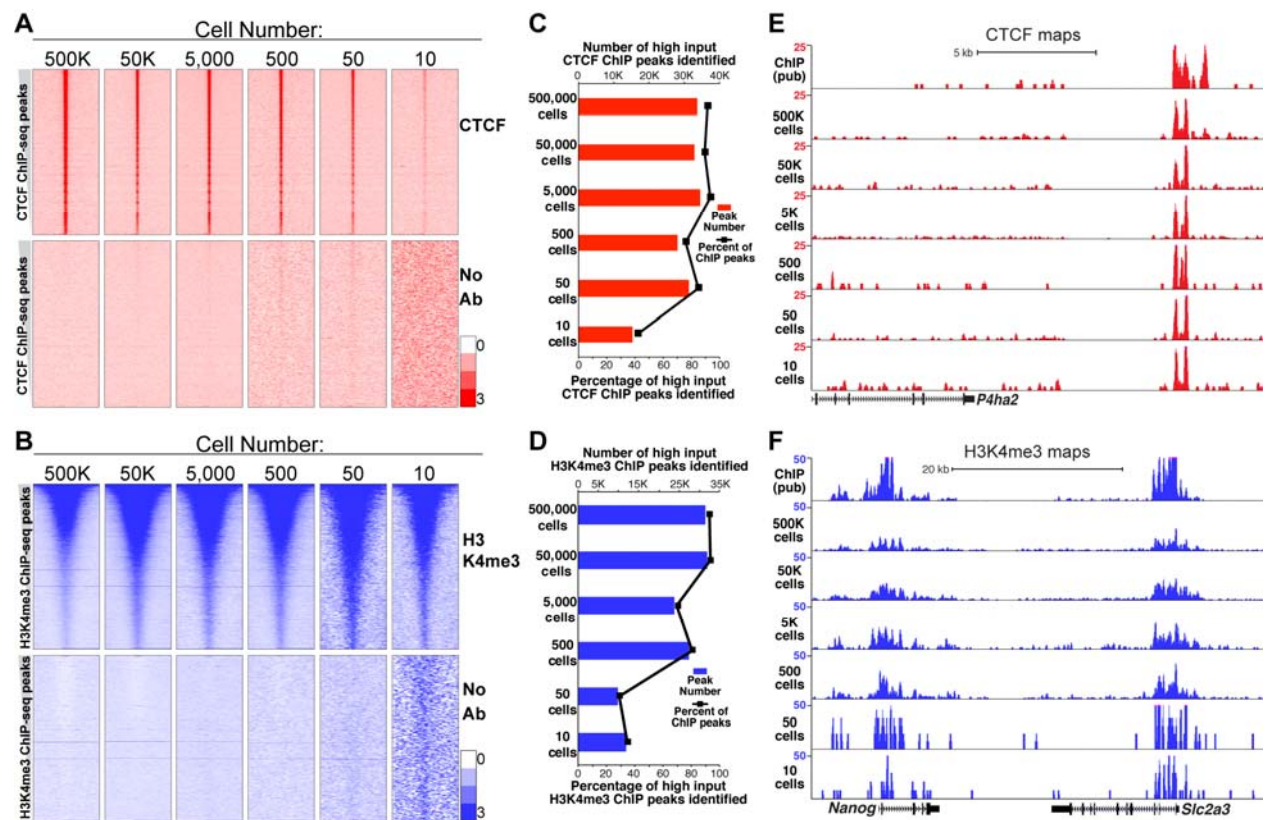 A
Cell Number:
500K 50K 5,000 500 50 10
CTCF ChIP-seq peaks
CTCF
CTCF ChIP-seq peaks
No
Ab
0
3
B
Cell Number:
500K 50K 5,000 500 50 10
H3K4me3 ChIP-seq peaks
H3
K4me3
H3K4me3 ChIP-seq peaks
No
Ab
0
3
C
Number of high input
CTCF ChIP peaks identified
0 10K 20K 30K 40K
500,000
cells
50,000
cells
5,000
cells
500
cells
50
cells
10
cells
Peak
Number
Percent of
ChIP peaks
0 20 40 60 80 100
Percentage of high input
CTCF ChIP peaks identified
D
Number of high input
H3K4me3 ChIP peaks identified
0 5K 15K 25K 35K
500,000
cells
50,000
cells
5,000
cells
500
cells
50
cells
10
cells
Peak
Number
Percent of
ChIP peaks
0 20 40 60 80 100
Percentage of high input
H3K4me3 ChIP peaks identified
E
CTCF maps
5 kb
25
ChIP
(pub)
25
500K
cells
25
50K
cells
25
5K
cells
25
500
cells
25
50
cells
25
10
cells
P4ha2
F
H3K4me3 maps
20 kb
50
ChIP
(pub)
50
500K
cells
50
50K
cells
50
5K
cells
50
500
cells
50
50
cells
50
10
cells
Nanog
Slc2a3